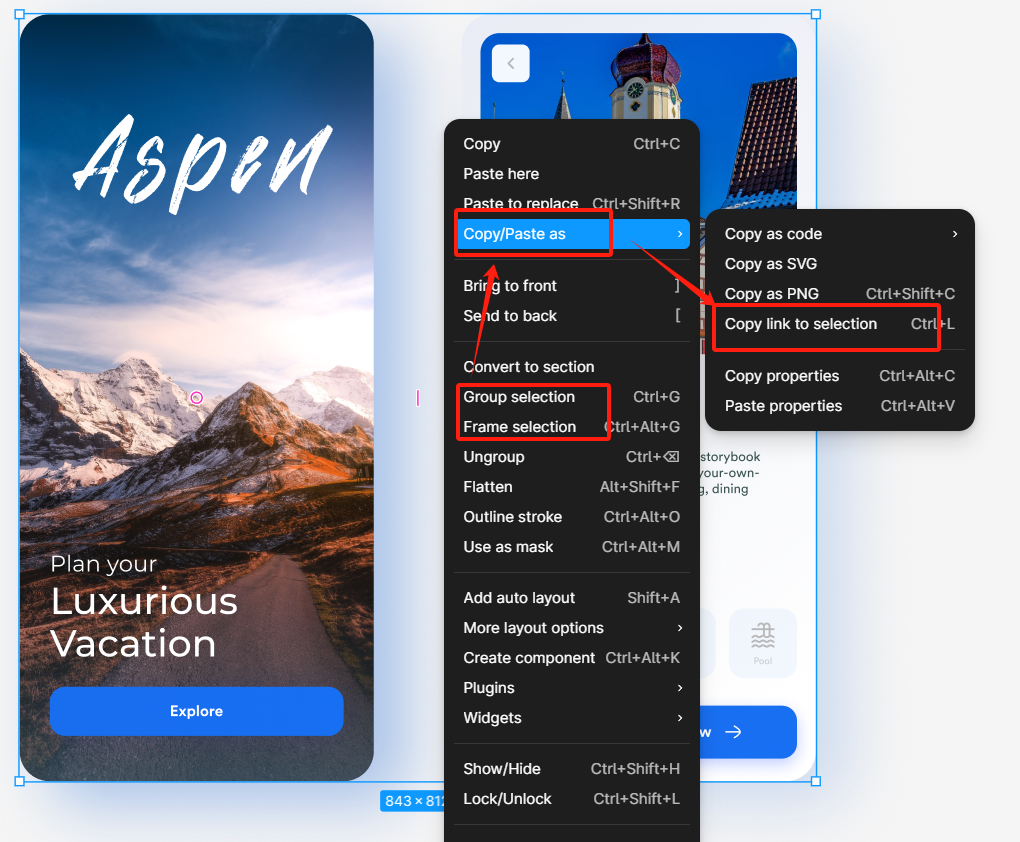 Aspen
Plan your
Luxurious
Vacation
Explore
843 × 812
Copy Ctrl+C
Paste here
Paste to replace Ctrl+Shift+R
Copy/Paste as
Bring to front ]
Send to back [
Convert to section
Group selection Ctrl+G
Frame selection Ctrl+Alt+G
Ungroup Ctrl+⌫
Flatten Alt+Shift+F
Outline stroke Ctrl+Alt+O
Use as mask Ctrl+Alt+M
Add auto layout Shift+A
More layout options
Create component Ctrl+Alt+K
Plugins
Widgets
Show/Hide Ctrl+Shift+H
Lock/Unlock Ctrl+Shift+L
Copy as code
Copy as SVG
Copy as PNG Ctrl+Shift+C
Copy link to selection Ctrl+L
Copy properties Ctrl+Alt+C
Paste properties Ctrl+Alt+V
storybook
your-own-
g, dining
Pool
w